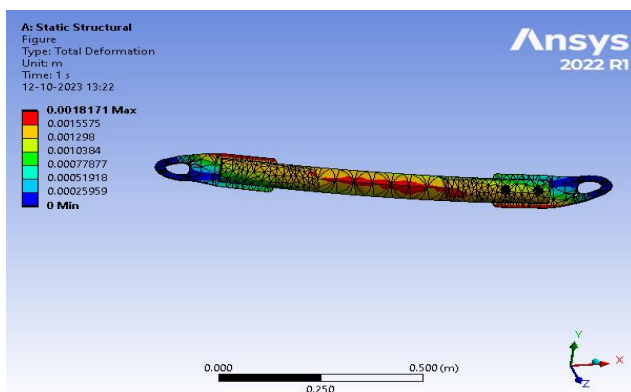 A: Static Structural
Figure
Type: Total Deformation
Unit: m
Time: 1 s
12-10-2023 13:22
0.0018171 Max
0.0015575
0.001298
0.0010384
0.00077877
0.00051918
0.00025959
0 Min
Ansys
2022 R1
0.000
0.500 (m)
0.250
Y
X
Z